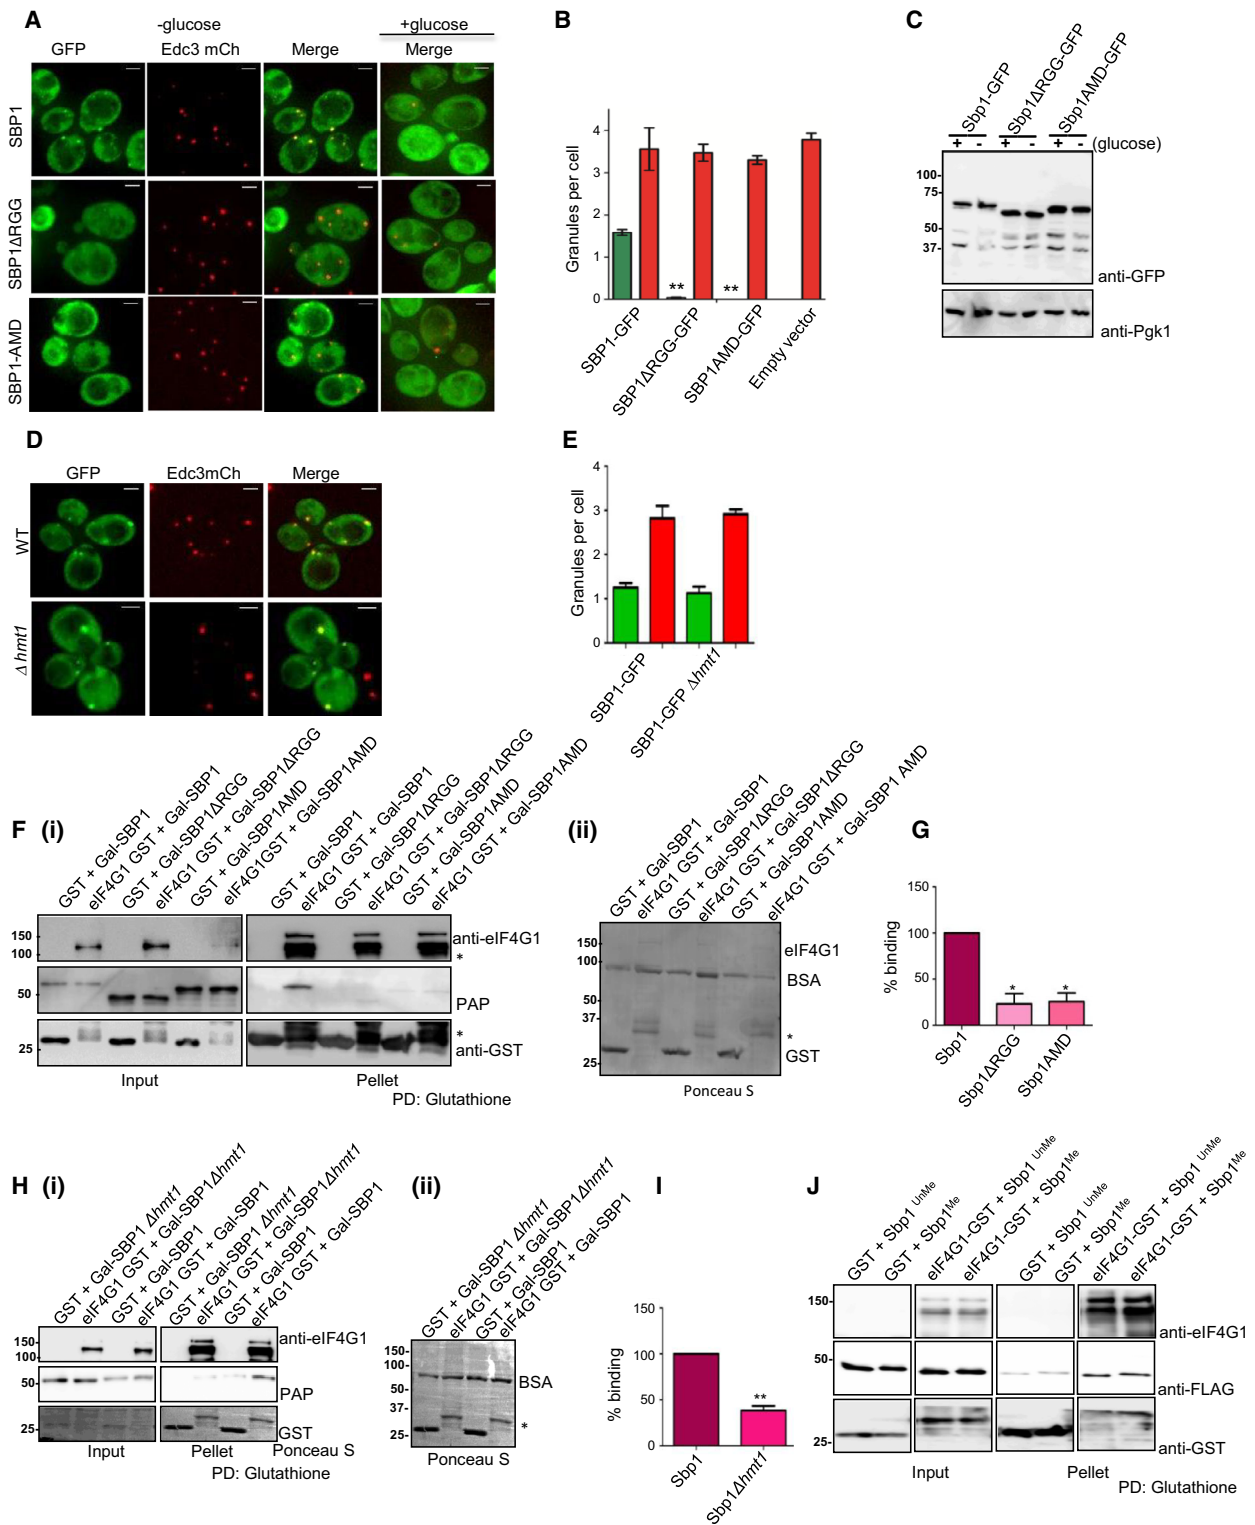 A
-glucose
+glucose
GFP
Edc3 mCh
Merge
Merge
SBP1
SBP1ΔRGG
SBP1-AMD
B
Granules per cell
4
3
2
1
0
**
**
SBP1-GFP
SBP1ΔRGG-GFP
SBP1AMD-GFP
Empty vector
C
Sbp1-GFP
Sbp1ΔRGG-GFP
Sbp1AMD-GFP
+ - + - + - (glucose)
100-
75-
50-
37-
anti-GFP
anti-Pgk1
D
GFP
Edc3mCh
Merge
WT
Δhmt1
E
Granules per cell
4
3
2
1
0
SBP1-GFP
SBP1-GFP Δhmt1
F (i)
GST + Gal-SBP1
eIF4G1 GST + Gal-SBP1
GST + Gal-SBP1ΔRGG
eIF4G1 GST + Gal-SBP1ΔRGG
GST + Gal-SBP1AMD
eIF4G1GST + Gal-SBP1AMD
GST + Gal-SBP1
eIF4G1 GST + Gal-SBP1
GST + Gal-SBP1ΔRGG
eIF4G1 GST + Gal-SBP1ΔRGG
GST + Gal-SBP1AMD
eIF4G1 GST + Gal-SBP1AMD
150-
100-
anti-eIF4G1
*
50-
PAP
*
25-
anti-GST
Input
Pellet
PD: Glutathione
(ii)
GST + Gal-SBP1
eIF4G1 GST + Gal-SBP1
GST + Gal-SBP1ΔRGG
eIF4G1 GST + Gal-SBP1ΔRGG
GST + Gal-SBP1AMD
eIF4G1 GST + Gal-SBP1 AMD
150-
100-
50-
37-
25-
eIF4G1
BSA
*
GST
Ponceau S
G
% binding
150
100
50
0
*
*
Sbp1
Sbp1ΔRGG
Sbp1AMD
H (i)
GST + Gal-SBP1 Δhmt1
eIF4G1 GST + Gal-SBP1Δhmt1
GST + Gal-SBP1
eIF4G1 GST + Gal-SBP1
GST + Gal-SBP1 Δhmt1
eIF4G1 GST + Gal-SBP1Δhmt1
GST + Gal-SBP1
eIF4G1 GST + Gal-SBP1
150-
100-
anti-eIF4G1
50-
PAP
25-
GST
Input
Pellet
Ponceau S
PD: Glutathione
(ii)
GST + Gal-SBP1 Δhmt1
eIF4G1 GST + Gal-SBP1Δhmt1
GST + Gal-SBP1
eIF4G1 GST + Gal-SBP1
150-
100-
50-
37-
25-
BSA
*
Ponceau S
I
% binding
150
100
50
0
**
Sbp1
Sbp1Δhmt1
J
GST + Sbp1 UnMe
GST + Sbp1Me
eIF4G1-GST + Sbp1 UnMe
eIF4G1-GST + Sbp1Me
GST + Sbp1 UnMe
GST + Sbp1Me
eIF4G1-GST + Sbp1 UnMe
eIF4G1-GST + Sbp1Me
150-
anti-eIF4G1
50-
anti-FLAG
25-
anti-GST
Input
Pellet
PD: Glutathione